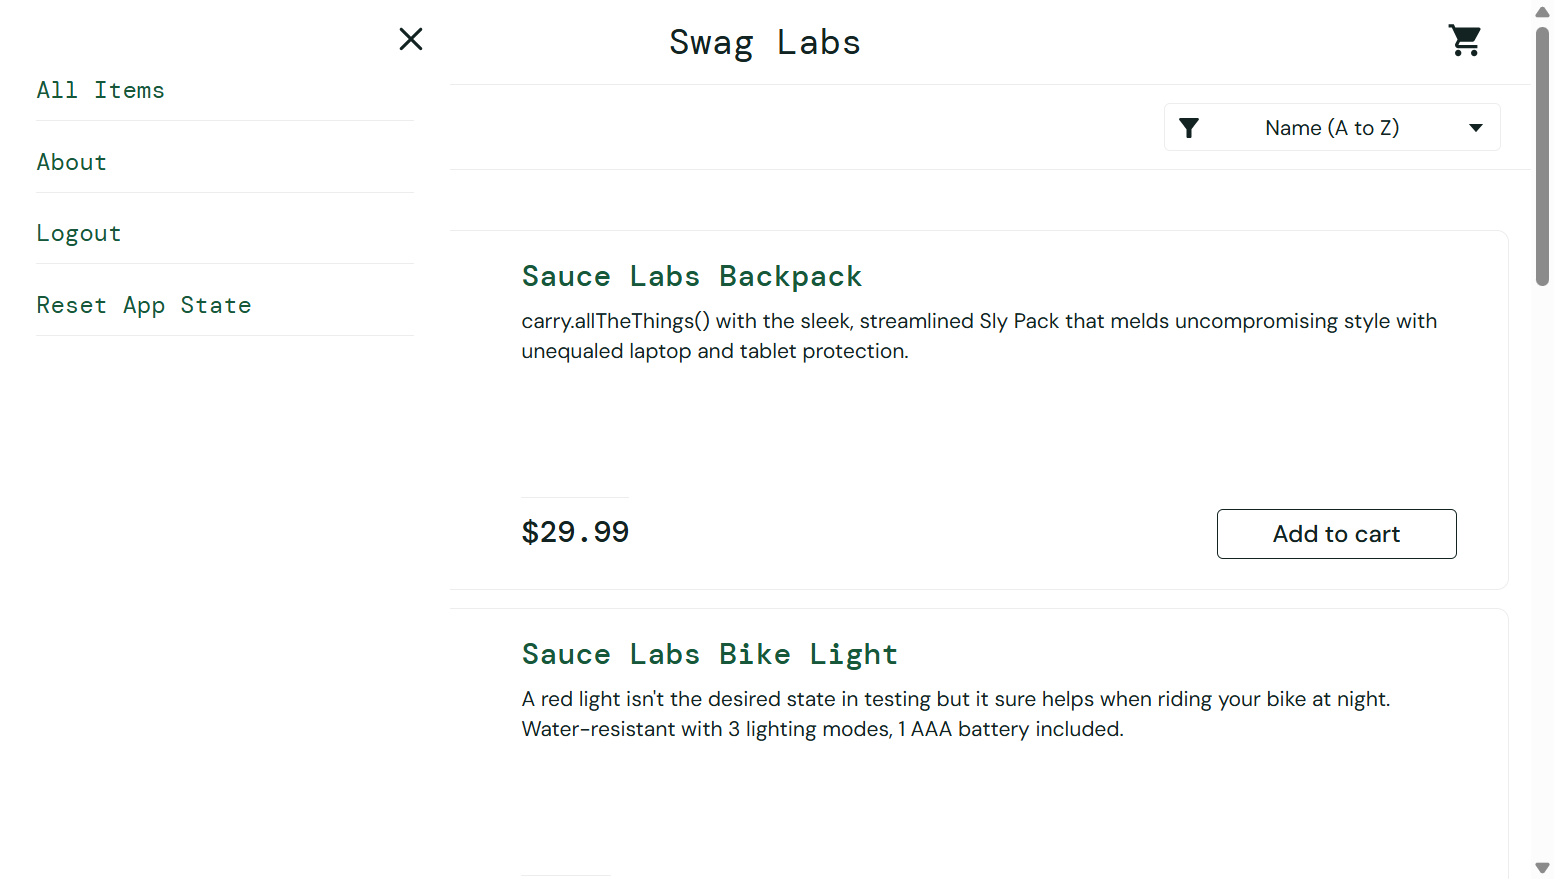 All Items
About
Logout
Reset App State
Swag Labs
Name (A to Z)
Sauce Labs Backpack
carry.allTheThings() with the sleek, streamlined Sly Pack that melds uncompromising style with
unequaled laptop and tablet protection.
$29.99
Add to cart
Sauce Labs Bike Light
A red light isn't the desired state in testing but it sure helps when riding your bike at night.
Water-resistant with 3 lighting modes, 1 AAA battery included.